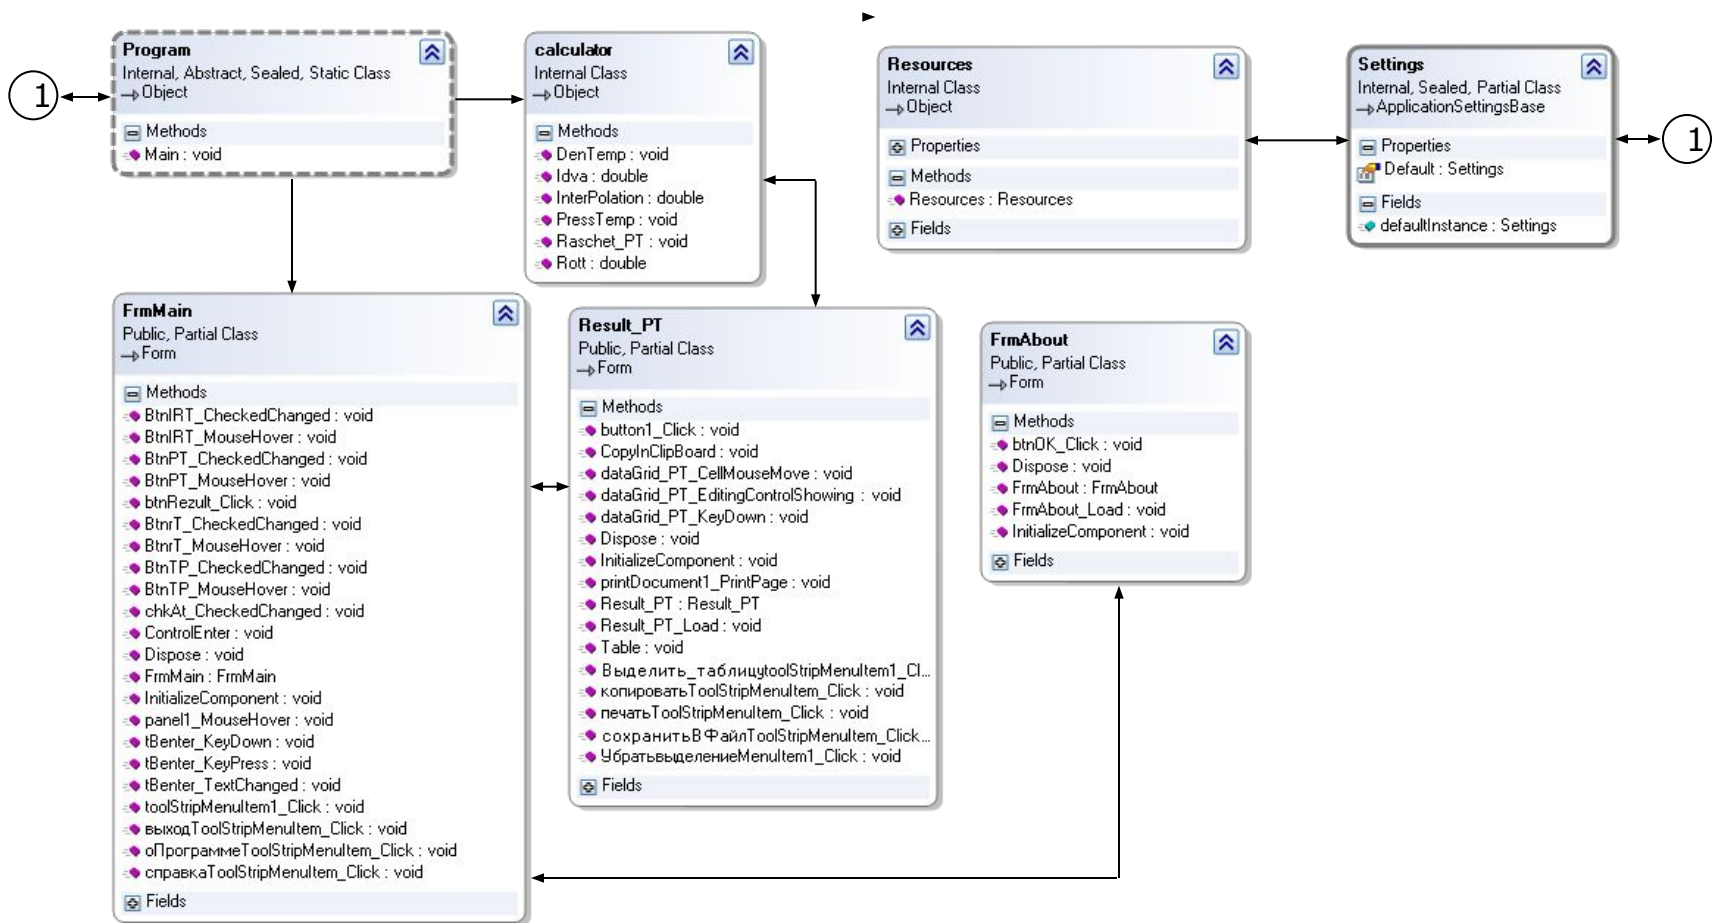 1
Program
Internal, Abstract, Sealed, Static Class
Object
Methods
Main : void
calculator
Internal Class
Object
Methods
DenTemp : void
Idva : double
InterPolation : double
PressTemp : void
Raschet_PT : void
Rott : double
Resources
Internal Class
Object
Properties
Methods
Resources : Resources
Fields
Settings
Internal, Sealed, Partial Class
ApplicationSettingsBase
Properties
Default : Settings
Fields
defaultInstance : Settings
1
FrmMain
Public, Partial Class
Form
Methods
BtnIRT_CheckedChanged : void
BtnIRT_MouseHover : void
BtnPT_CheckedChanged : void
BtnPT_MouseHover : void
btnRezult_Click : void
BtnrT_CheckedChanged : void
BtnrT_MouseHover : void
BtnTP_CheckedChanged : void
BtnTP_MouseHover : void
chkAt_CheckedChanged : void
ControlEnter : void
Dispose : void
FrmMain : FrmMain
InitializeComponent : void
panel1_MouseHover : void
tBenter_KeyDown : void
tBenter_KeyPress : void
tBenter_TextChanged : void
toolStripMenuItem1_Click : void
выходToolStripMenuItem_Click : void
оПрограммеToolStripMenuItem_Click : void
справкаToolStripMenuItem_Click : void
Fields
Result_PT
Public, Partial Class
Form
Methods
button1_Click : void
CopyInClipBoard : void
dataGrid_PT_CellMouseMove : void
dataGrid_PT_EditingControlShowing : void
dataGrid_PT_KeyDown : void
Dispose : void
InitializeComponent : void
printDocument1_PrintPage : void
Result_PT : Result_PT
Result_PT_Load : void
Table : void
Выделить_таблицуtoolStripMenuItem1_Cl...
копироватьToolStripMenuItem_Click : void
печатьToolStripMenuItem_Click : void
сохранитьВФайлToolStripMenuItem_Click...
УбратьвыделениеMenuItem1_Click : void
Fields
FrmAbout
Public, Partial Class
Form
Methods
btnOK_Click : void
Dispose : void
FrmAbout : FrmAbout
FrmAbout_Load : void
InitializeComponent : void
Fields